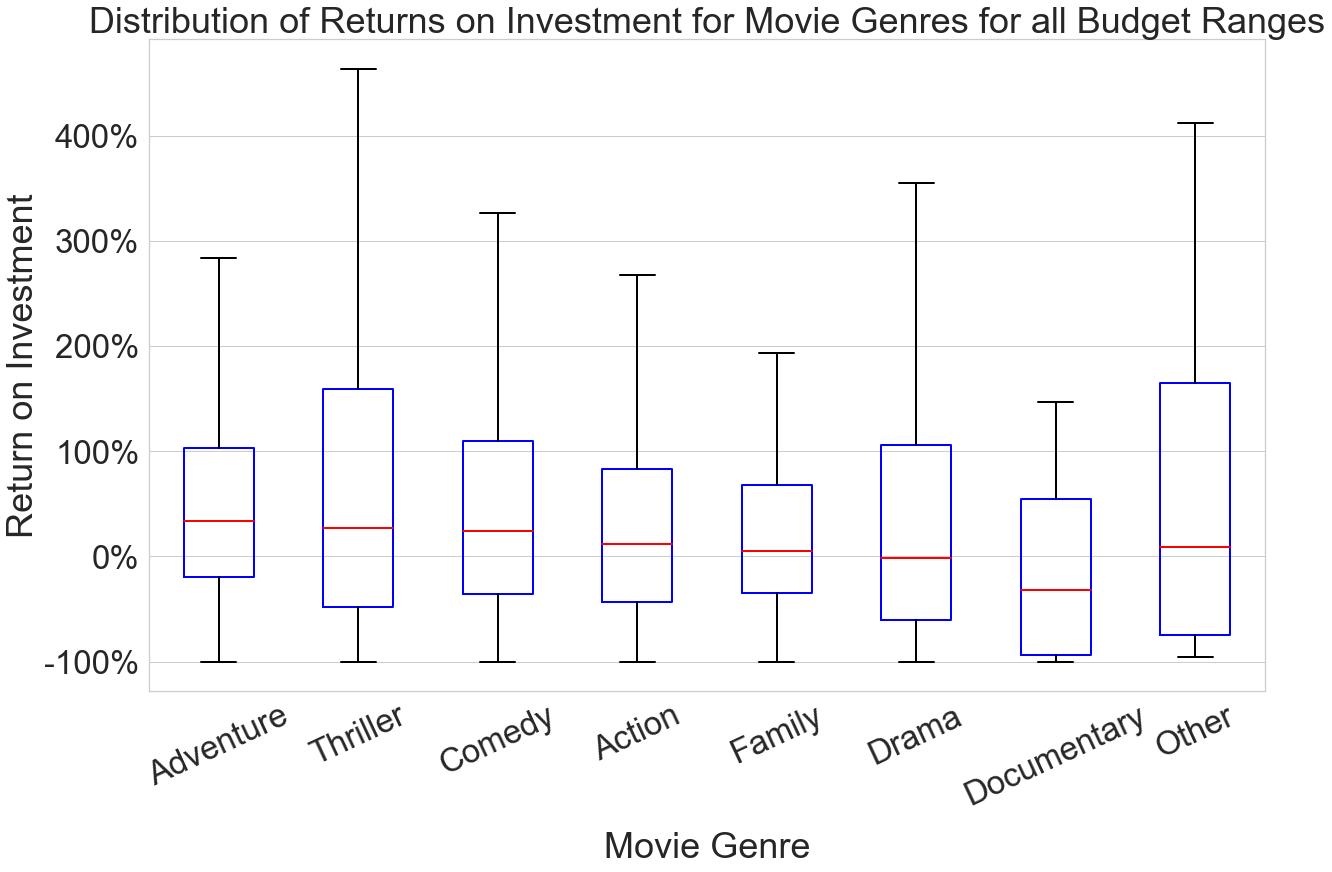 Distribution of Returns on Investment for Movie Genres for all Budget Ranges
Return on Investment
400%
300%
200%
100%
0%
-100%
Adventure
Thriller
Comedy
Action
Family
Drama
Documentary
Other
Movie Genre